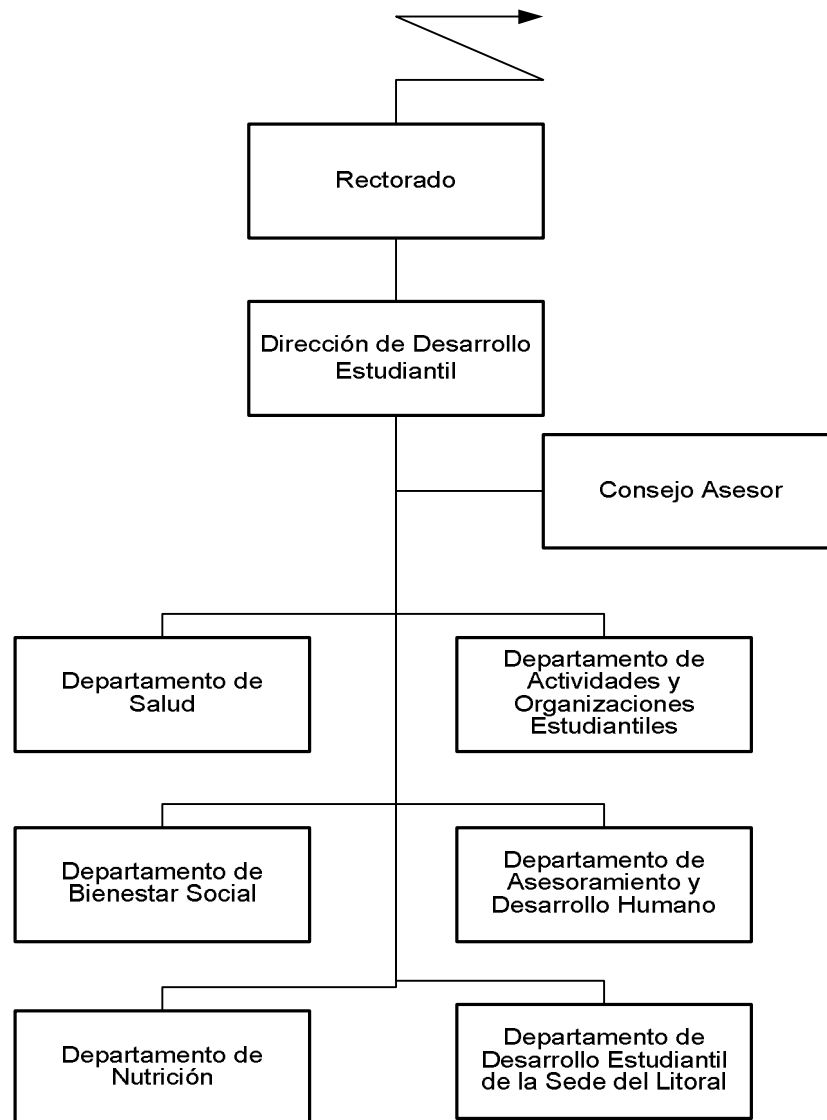 Rectorado
Dirección de Desarrollo
Estudiantil
Consejo Asesor
Departamento de
Salud
Departamento de
Actividades y
Organizaciones
Estudiantiles
Departamento de
Bienestar Social
Departamento de
Asesoramiento y
Desarrollo Humano
Departamento de
Nutrición
Departamento de
Desarrollo Estudiantil
de la Sede del Litoral